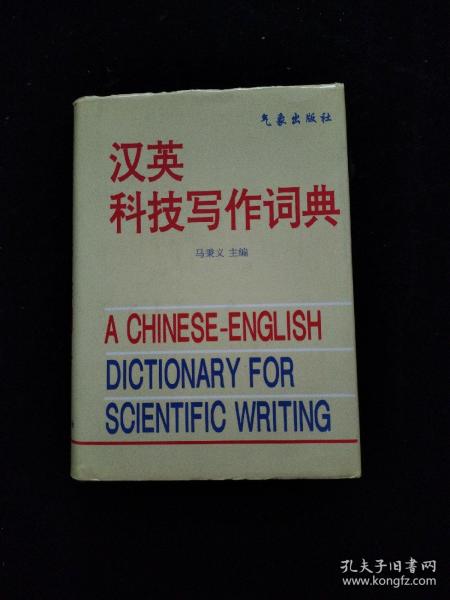 气象出版社
汉英
科技写作词典
马秉义 主编
A CHINESE-ENGLISH
DICTIONARY FOR
SCIENTIFIC WRITING
孔夫子旧书网
www.kongfz.com